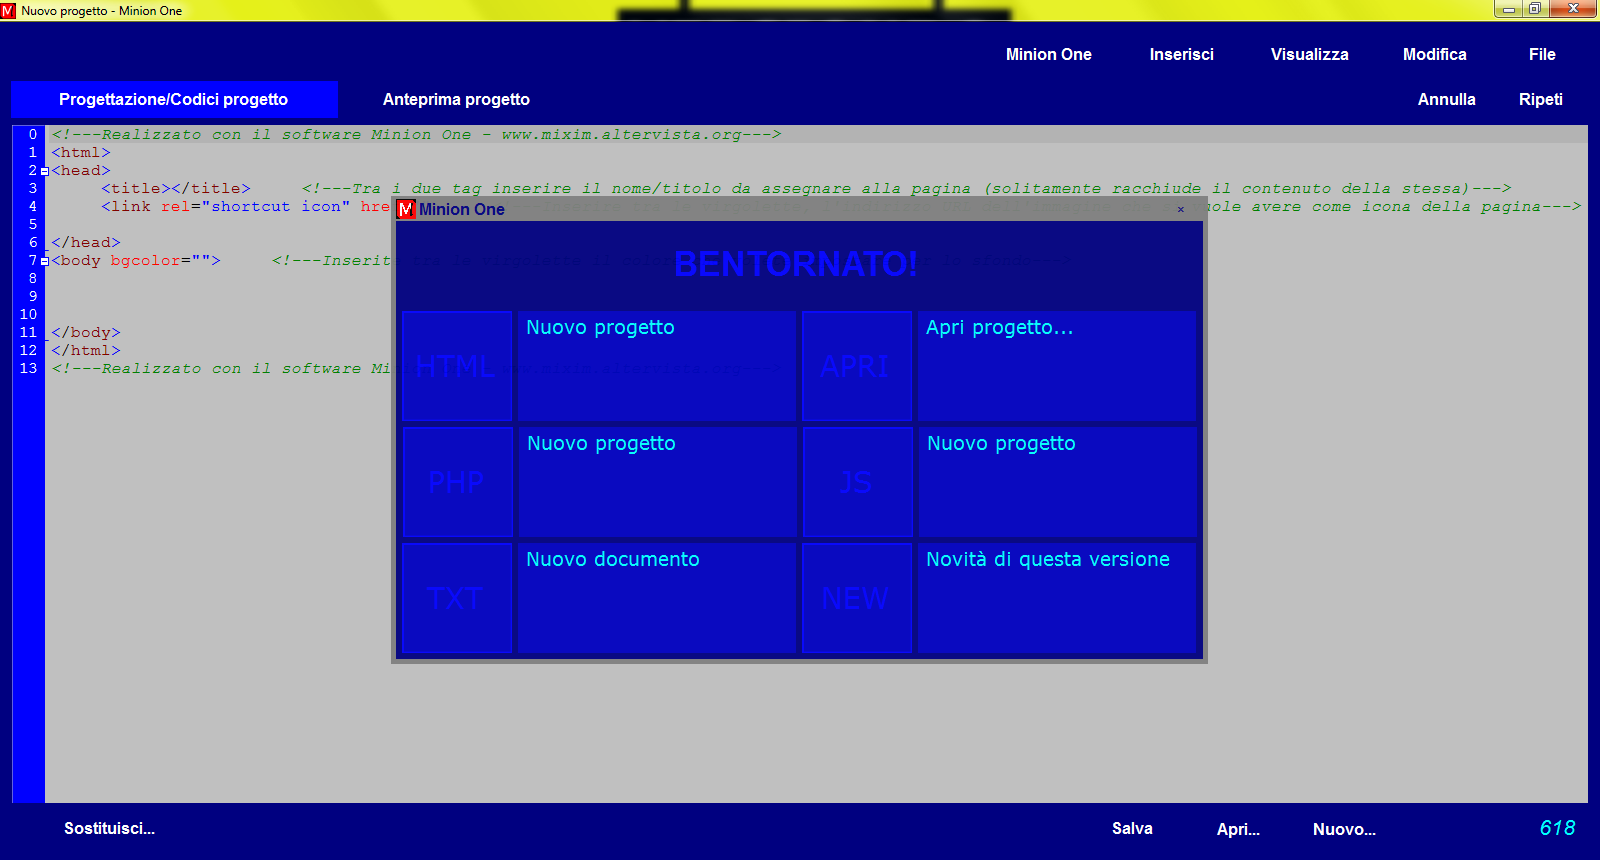 Nuovo progetto - Minion One
Minion One Inserisci Visualizza Modifica File
Progettazione/Codici progetto Anteprima progetto Annulla Ripeti
0 <!---Realizzato con il software Minion One - www.mixim.altervista.org--->
1 <html>
2 <head>
3 <title></title> <!---Tra i due tag inserire il nome/titolo da assegnare alla pagina (solitamente racchiude il contenuto della stessa)--->
4 <link rel="shortcut icon" hre uole avere come icona della pagina--->
5
6 </head>
7 <body bgcolor=""> <!---Inserit
8
9
10
11 </body>
12 </html>
13 <!---Realizzato con il software Mi www.mixim.altervista.org--->
Minion One
BENTORNATO!
HTML Nuovo progetto
APRI Apri progetto...
PHP Nuovo progetto
JS Nuovo progetto
TXT Nuovo documento
NEW Novità di questa versione
Sostituisci... Salva Apri... Nuovo... 618